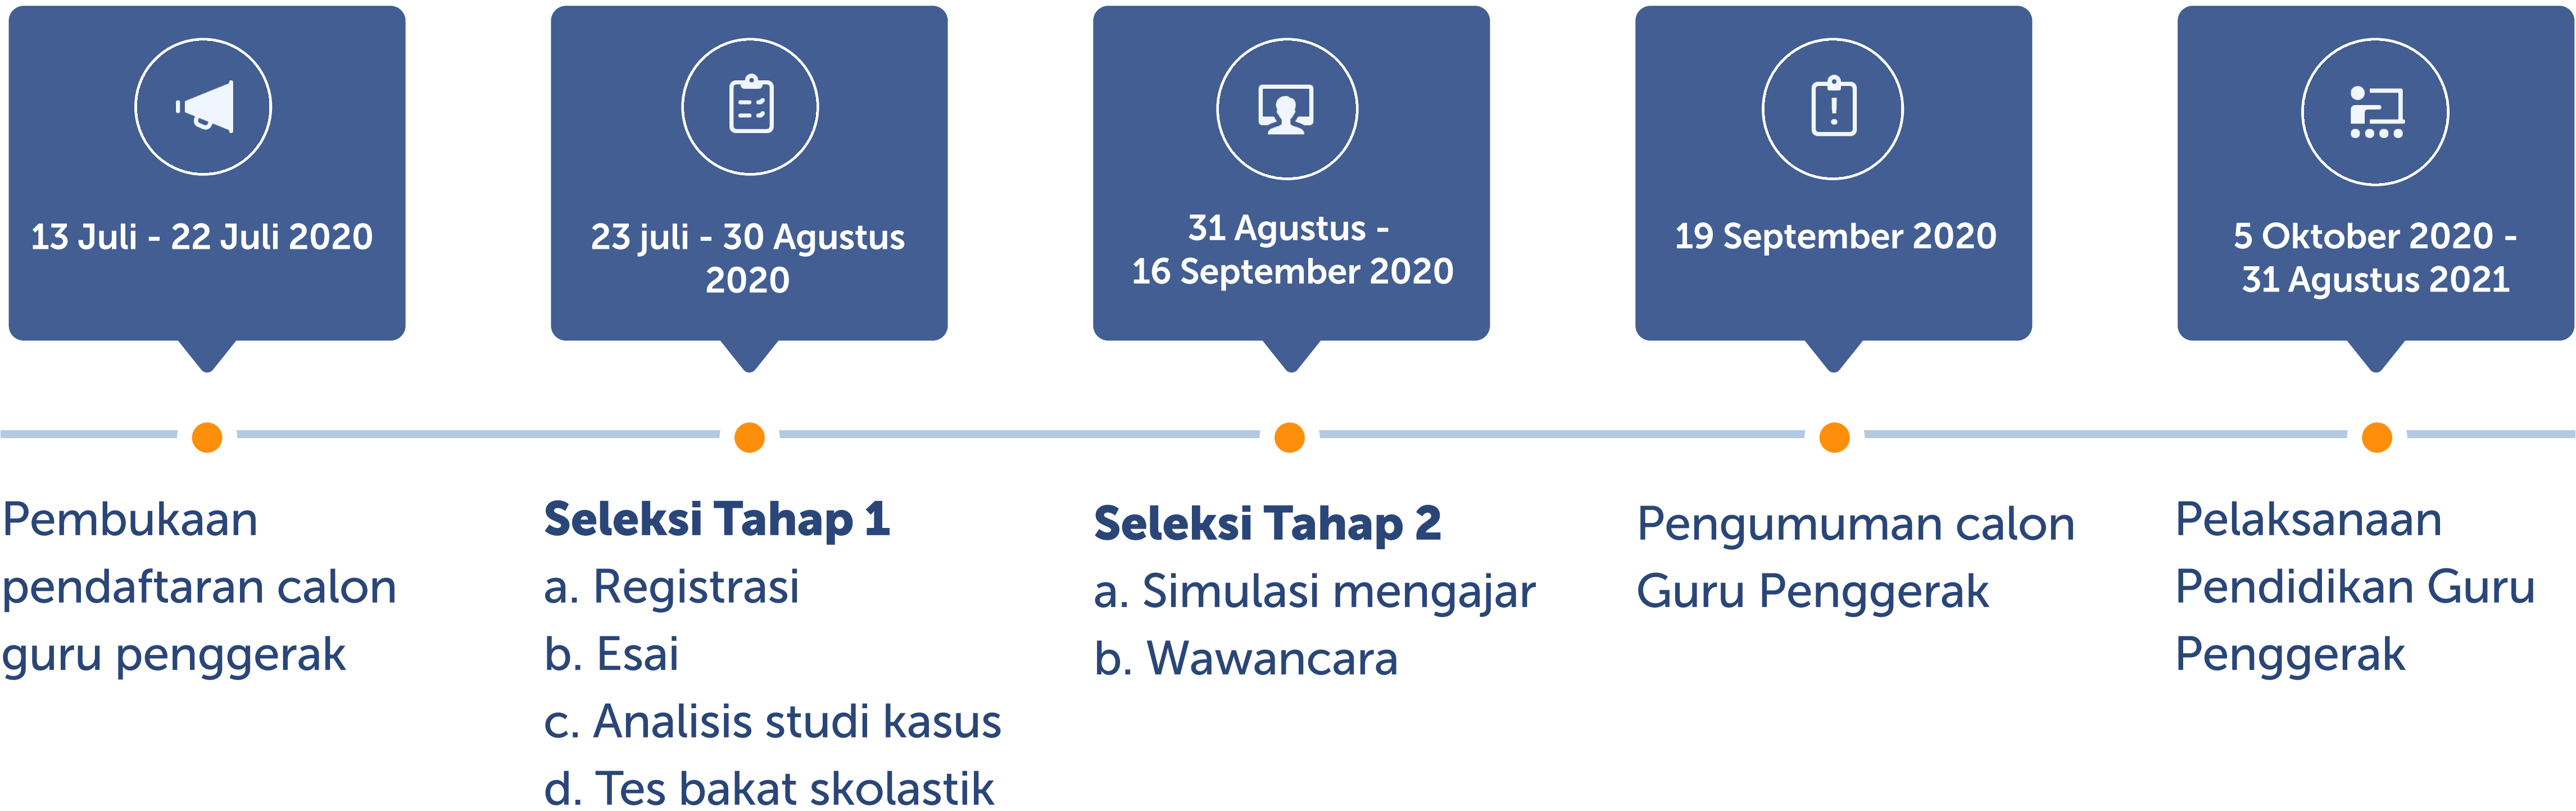 13 Juli - 22 Juli 2020
Pembukaan
pendaftaran calon
guru penggerak
23 juli - 30 Agustus
2020
Seleksi Tahap 1
a. Registrasi
b. Esai
c. Analisis studi kasus
d. Tes bakat skolastik
31 Agustus -
16 September 2020
Seleksi Tahap 2
a. Simulasi mengajar
b. Wawancara
19 September 2020
Pengumuman calon
Guru Penggerak
5 Oktober 2020 -
31 Agustus 2021
Pelaksanaan
Pendidikan Guru
Penggerak